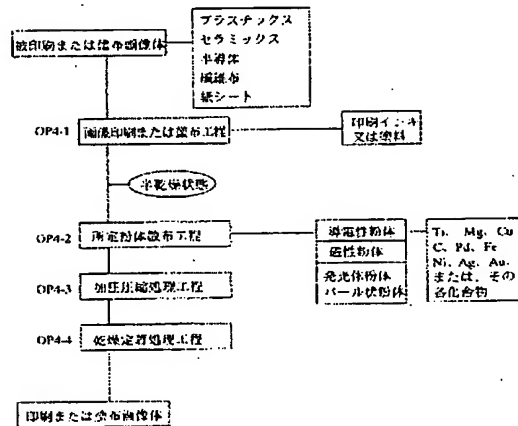 プラスチックス
セラミックス
半導体
繊維布
紙シート
被印刷または塗布画像体
OP4-1
画像印刷または塗布工程
印刷インキ
又は塗料
半乾燥状態
OP4-2
所定粉体散布工程
導電性粉体
磁性粉体
発光体粉体
パール状粉体
Ti、Mg、Cu
C、Pd、Fe
Ni、Ag、Au、
または、その
各化合物
OP4-3
加圧圧縮処理工程
OP4-4
乾燥定着処理工程
印刷または塗布画像体